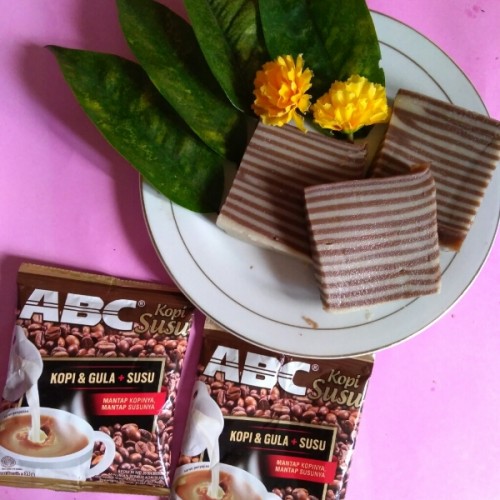 ABC® Kopi
Susu
KOPI & GULA + SUSU
MANTAP KOPINYA,
MANTAP SUSUNYA
ABC® Kopi
Susu
KOPI & GULA + SUSU
MANTAP KOPINYA,
MANTAP SUSUNYA